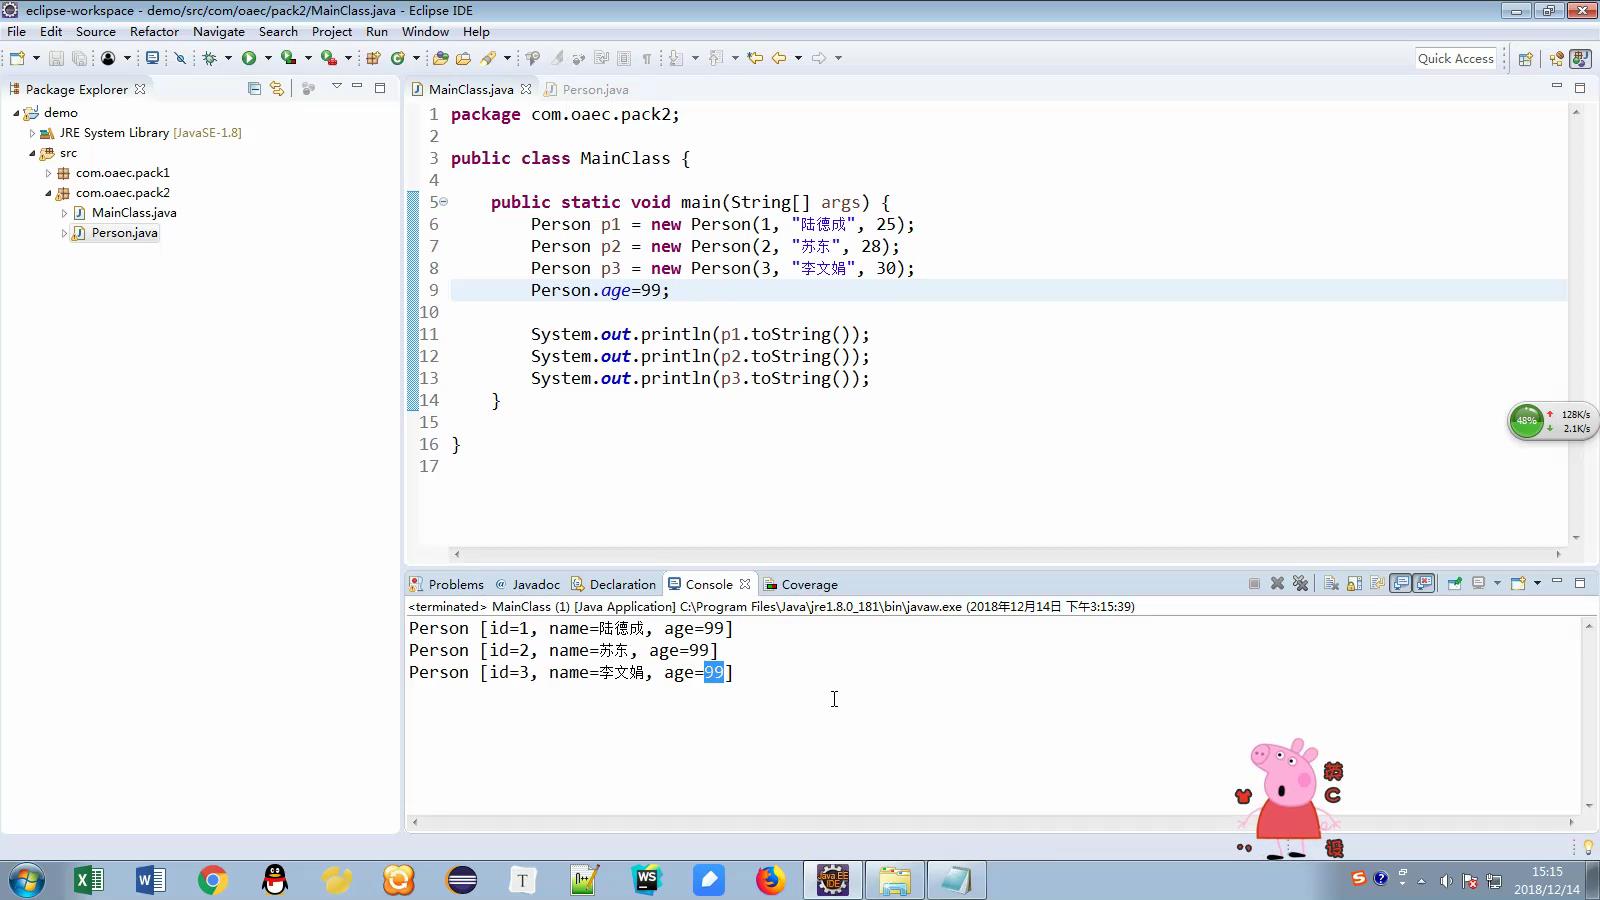 eclipse-workspace - demo/src/com/oaec/pack2/MainClass.java - Eclipse IDE
File Edit Source Refactor Navigate Search Project Run Window Help
Quick Access
Package Explorer
demo
JRE System Library [JavaSE-1.8]
src
com.oaec.pack1
com.oaec.pack2
MainClass.java
Person.java
MainClass.java Person.java
1 package com.oaec.pack2;
2
3 public class MainClass {
4
5 public static void main(String[] args) {
6 Person p1 = new Person(1, "陆德成", 25);
7 Person p2 = new Person(2, "苏东", 28);
8 Person p3 = new Person(3, "李文娟", 30);
9 Person.age=99;
10
11 System.out.println(p1.toString());
12 System.out.println(p2.toString());
13 System.out.println(p3.toString());
14 }
15
16 }
17
48% 128K/s
2.1K/s
Problems @ Javadoc Declaration Console Coverage
<terminated> MainClass (1) [Java Application] C:\Program Files\Java\jre1.8.0_181\bin\javaw.exe (2018年12月14日 下午3:15:39)
Person [id=1, name=陆德成, age=99]
Person [id=2, name=苏东, age=99]
Person [id=3, name=李文娟, age=99]
英
C
设
T
WS
Java EE
IDE
15:15
2018/12/14